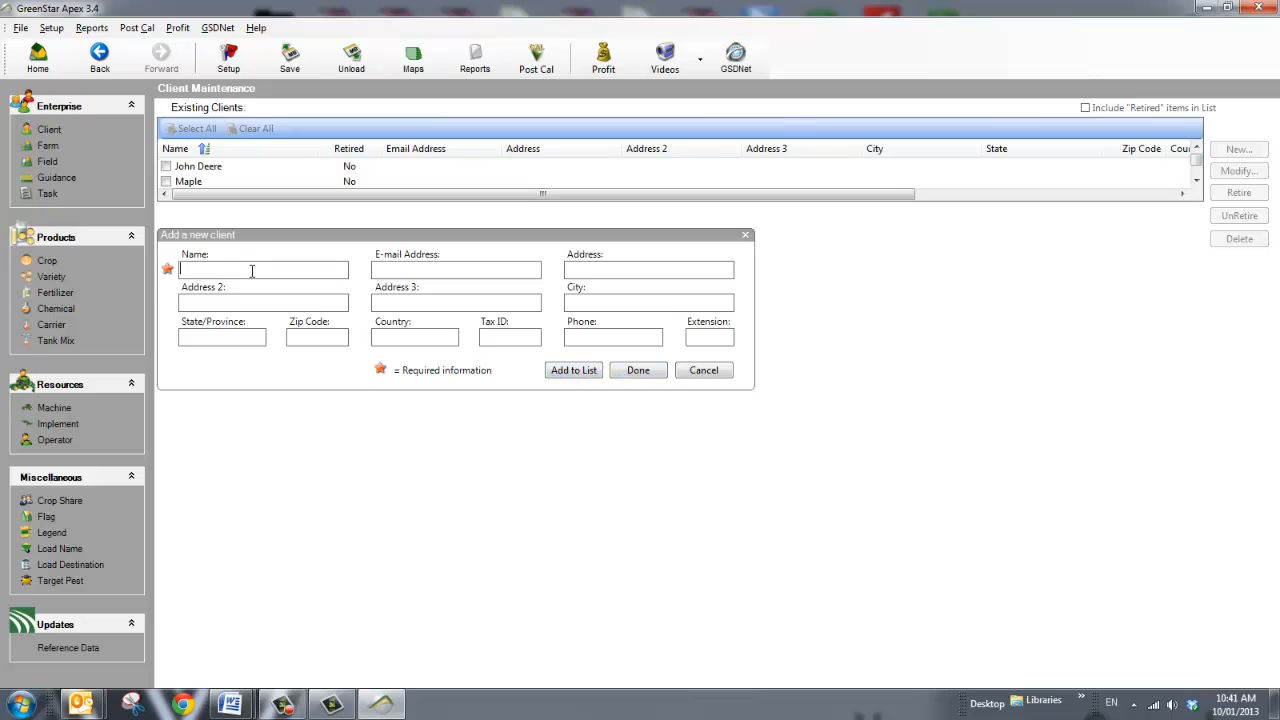 GreenStar Apex 3.4
File Setup Reports Post Cal Profit GSDNet Help
Home Back Forward Setup Save Unload Maps Reports Post Cal Profit Videos GSDNet
Client Maintenance
Enterprise
Client
Farm
Field
Guidance
Task
Products
Crop
Variety
Fertilizer
Chemical
Carrier
Tank Mix
Resources
Machine
Implement
Operator
Miscellaneous
Crop Share
Flag
Legend
Load Name
Load Destination
Target Pest
Updates
Reference Data
Existing Clients: Include "Retired" items in List
Select All Clear All
Name Retired Email Address Address Address 2 Address 3 City State Zip Code Cour
John Deere No
Maple No
New...
Modify...
Retire
UnRetire
Delete
Add a new client
Name: E-mail Address: Address:
Address 2: Address 3: City:
State/Province: Zip Code: Country: Tax ID: Phone: Extension:
= Required information Add to List Done Cancel
Desktop Libraries EN 10:41 AM
10/01/2013